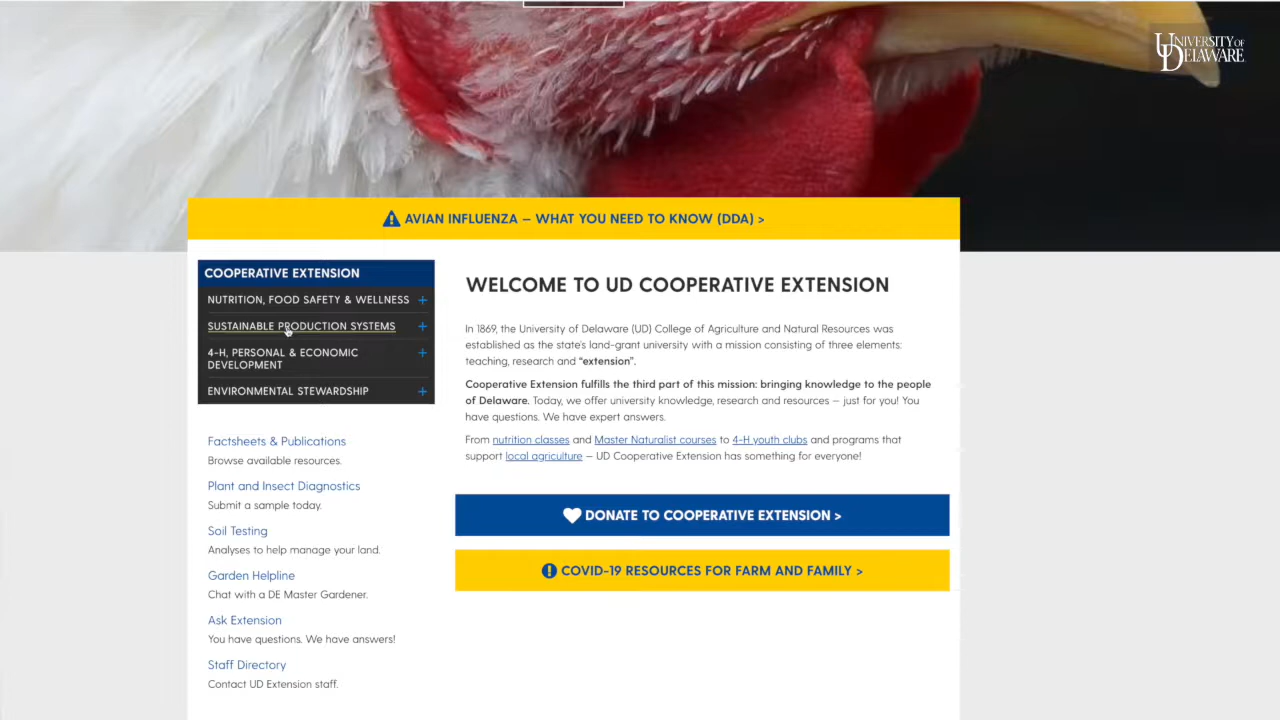 UNIVERSITY OF
DELAWARE
AVIAN INFLUENZA – WHAT YOU NEED TO KNOW (DDA) >
COOPERATIVE EXTENSION
NUTRITION, FOOD SAFETY & WELLNESS +
SUSTAINABLE PRODUCTION SYSTEMS +
4-H, PERSONAL & ECONOMIC +
DEVELOPMENT
ENVIRONMENTAL STEWARDSHIP +
Factsheets & Publications
Browse available resources.
Plant and Insect Diagnostics
Submit a sample today.
Soil Testing
Analyses to help manage your land.
Garden Helpline
Chat with a DE Master Gardener.
Ask Extension
You have questions. We have answers!
Staff Directory
Contact UD Extension staff.
WELCOME TO UD COOPERATIVE EXTENSION
In 1869, the University of Delaware (UD) College of Agriculture and Natural Resources was
established as the state's land-grant university with a mission consisting of three elements:
teaching, research and “extension”.
Cooperative Extension fulfills the third part of this mission: bringing knowledge to the people
of Delaware. Today, we offer university knowledge, research and resources – just for you! You
have questions. We have expert answers.
From nutrition classes and Master Naturalist courses to 4-H youth clubs and programs that
support local agriculture – UD Cooperative Extension has something for everyone!
DONATE TO COOPERATIVE EXTENSION >
COVID-19 RESOURCES FOR FARM AND FAMILY >